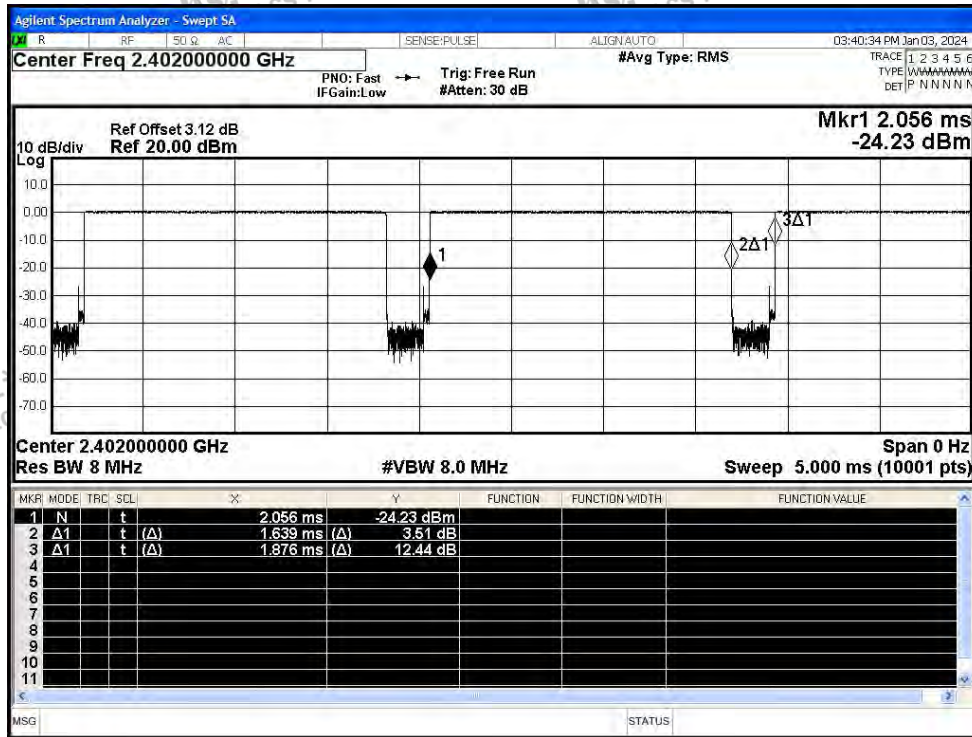 Agilent Spectrum Analyzer - Swept SA
LXI R RF 50 Ω AC SENSE:PULSE ALIGN AUTO 03:40:34 PM Jan 03, 2024
Center Freq 2.402000000 GHz #Avg Type: RMS TRACE 1 2 3 4 5 6
PNO: Fast Trig: Free Run TYPE WWWWWWWW
IFGain:Low #Atten: 30 dB DET P N N N N N
Mkr1 2.056 ms
Ref Offset 3.12 dB
10 dB/div Ref 20.00 dBm -24.23 dBm
Log
10.0
0.00
3Δ1
-10.0
2Δ1
1
-20.0
-30.0
-40.0
-50.0
-60.0
-70.0
Center 2.402000000 GHz Span 0 Hz
Res BW 8 MHz #VBW 8.0 MHz Sweep 5.000 ms (10001 pts)
MKR MODE TRC SCL X Y FUNCTION FUNCTION WIDTH FUNCTION VALUE
1 N t 2.056 ms -24.23 dBm
2 Δ1 t (Δ) 1.639 ms (Δ) 3.51 dB
3 Δ1 t (Δ) 1.876 ms (Δ) 12.44 dB
4
5
6
7
8
9
10
11
MSG STATUS